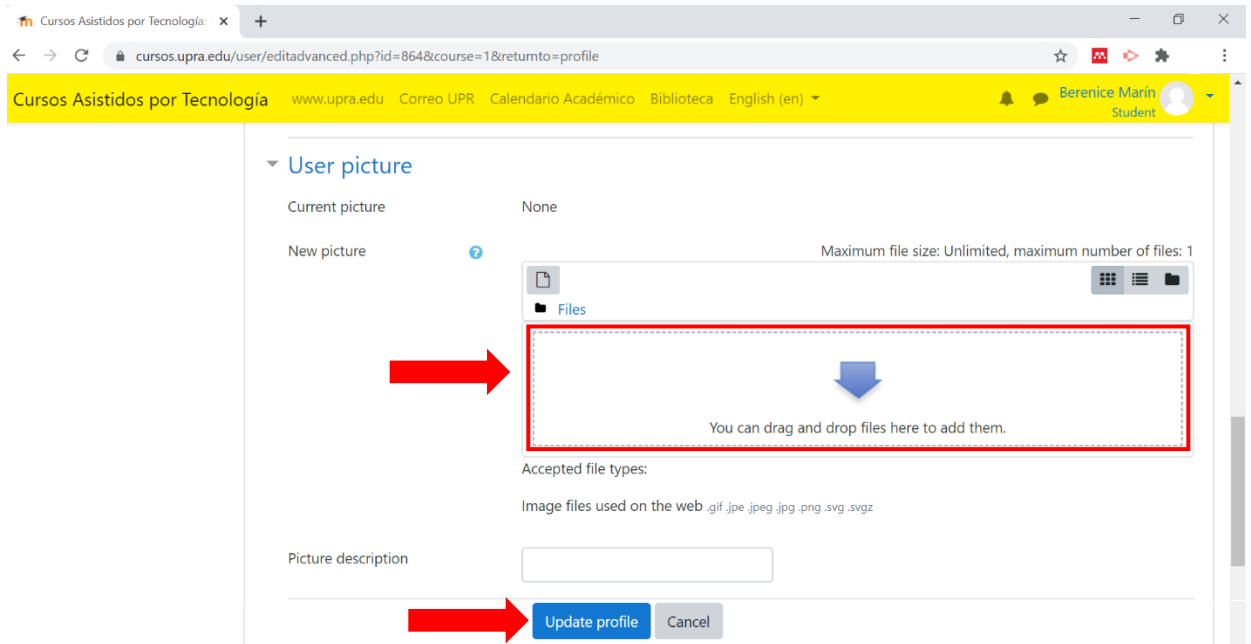 Cursos Asistidos por Tecnología:
cursos.upra.edu/user/editadvanced.php?id=864&course=1&returnto=profile
Cursos Asistidos por Tecnología www.upra.edu Correo UPR Calendario Académico Biblioteca English (en) Berenice Marín
Student
User picture
Current picture None
New picture Maximum file size: Unlimited, maximum number of files: 1
Files
You can drag and drop files here to add them.
Accepted file types:
Image files used on the web .gif .jpe .jpeg .jpg .png .svg .svgz
Picture description
Update profile Cancel